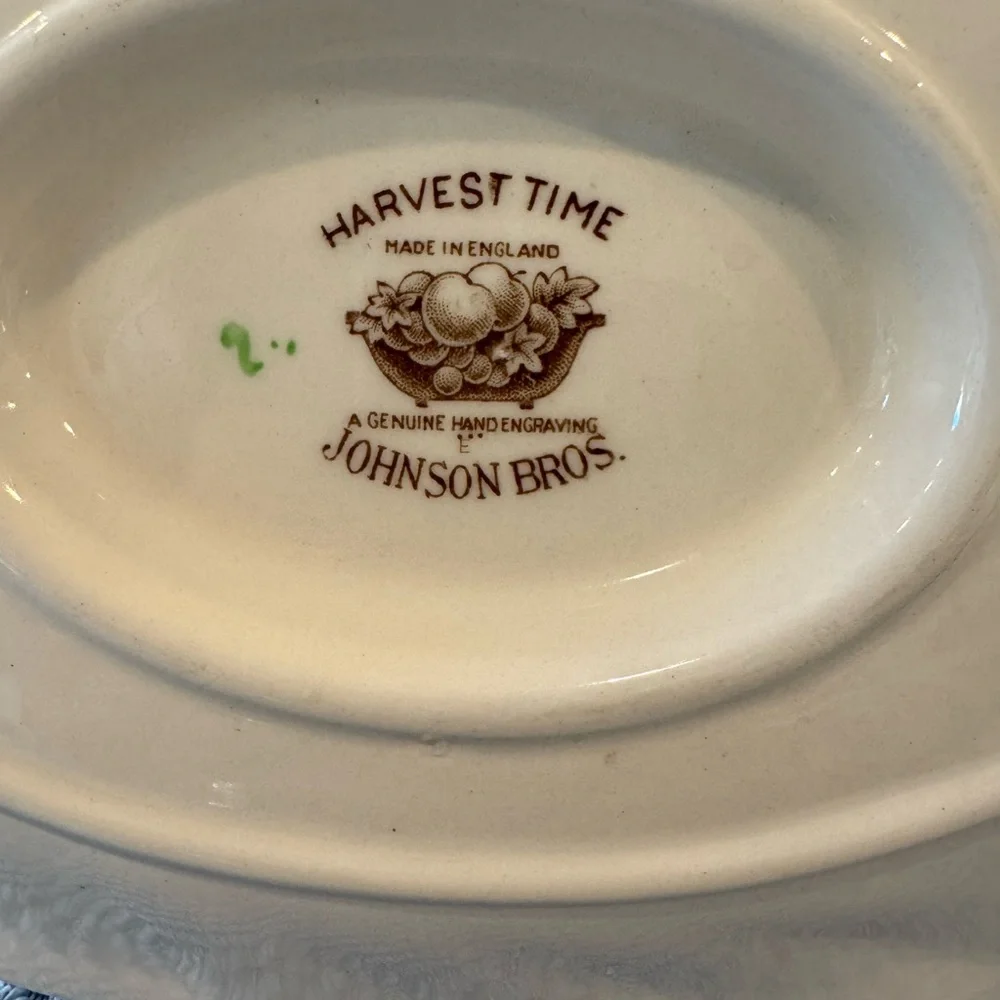 HARVEST TIME
MADE IN ENGLAND
A GENUINE HAND ENGRAVING
E
JOHNSON BROS.